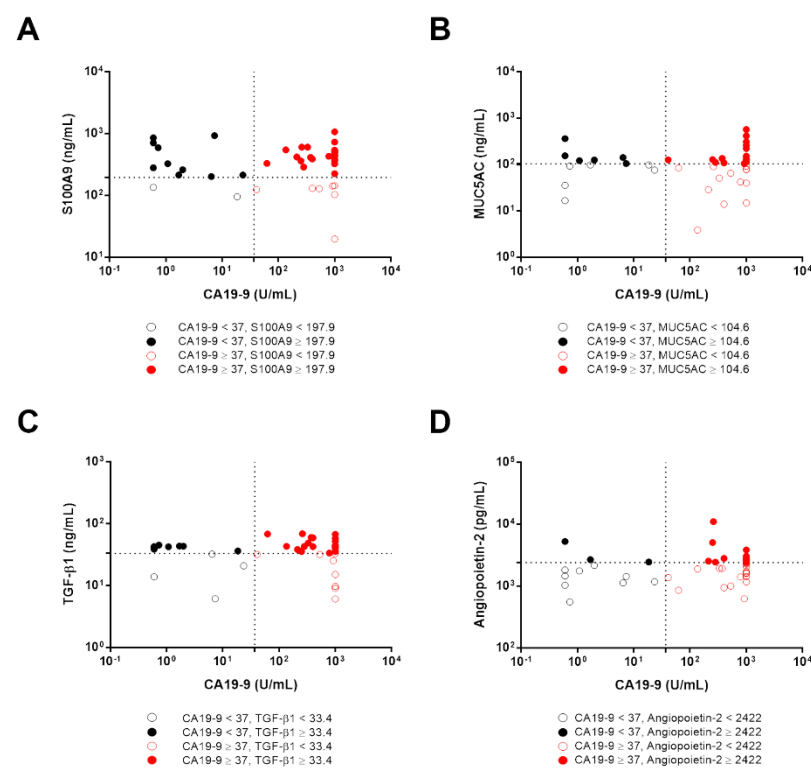 A
10⁴
10³
10²
10¹
S100A9 (ng/mL)
10⁻¹ 10⁰ 10¹ 10² 10³ 10⁴
CA19-9 (U/mL)
CA19-9 < 37, S100A9 < 197.9
CA19-9 < 37, S100A9 ≥ 197.9
CA19-9 ≥ 37, S100A9 < 197.9
CA19-9 ≥ 37, S100A9 ≥ 197.9
B
10⁴
10³
10²
10¹
10⁰
MUC5AC (ng/mL)
10⁻¹ 10⁰ 10¹ 10² 10³ 10⁴
CA19-9 (U/mL)
CA19-9 < 37, MUC5AC < 104.6
CA19-9 < 37, MUC5AC ≥ 104.6
CA19-9 ≥ 37, MUC5AC < 104.6
CA19-9 ≥ 37, MUC5AC ≥ 104.6
C
10³
10²
10¹
10⁰
TGF-β1 (ng/mL)
10⁻¹ 10⁰ 10¹ 10² 10³ 10⁴
CA19-9 (U/mL)
CA19-9 < 37, TGF-β1 < 33.4
CA19-9 < 37, TGF-β1 ≥ 33.4
CA19-9 ≥ 37, TGF-β1 < 33.4
CA19-9 ≥ 37, TGF-β1 ≥ 33.4
D
10⁵
10⁴
10³
10²
Angiopoietin-2 (pg/mL)
10⁻¹ 10⁰ 10¹ 10² 10³ 10⁴
CA19-9 (U/mL)
CA19-9 < 37, Angiopoietin-2 < 2422
CA19-9 < 37, Angiopoietin-2 ≥ 2422
CA19-9 ≥ 37, Angiopoietin-2 < 2422
CA19-9 ≥ 37, Angiopoietin-2 ≥ 2422